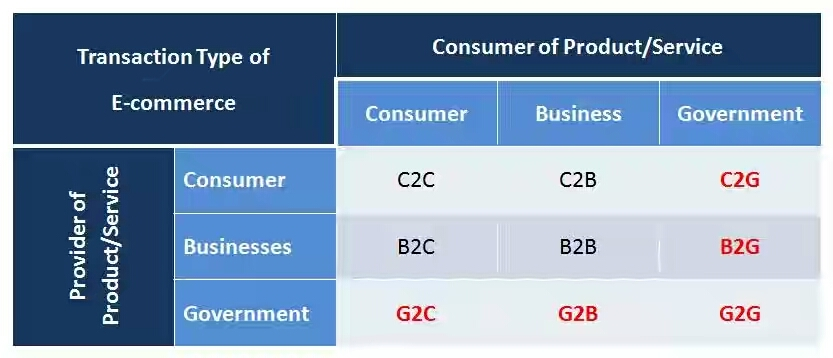 Transaction Type of
E-commerce
Consumer of Product/Service
Consumer Business Government
Provider of
Product/Service
Consumer C2C C2B C2G
Businesses B2C B2B B2G
Government G2C G2B G2G